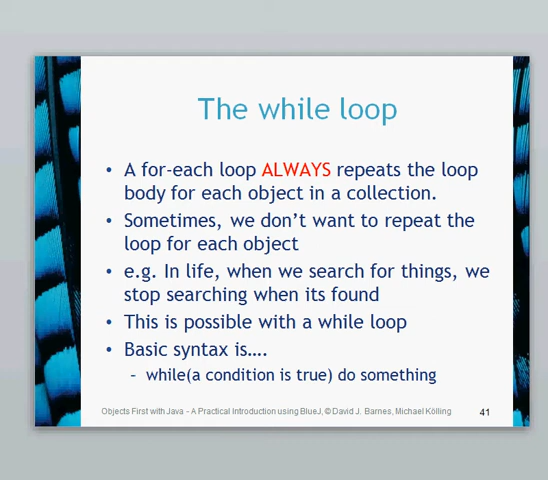 The while loop
• A for-each loop ALWAYS repeats the loop
body for each object in a collection.
• Sometimes, we don't want to repeat the
loop for each object
• e.g. In life, when we search for things, we
stop searching when its found
• This is possible with a while loop
• Basic syntax is….
– while(a condition is true) do something
Objects First with Java - A Practical Introduction using BlueJ, © David J. Barnes, Michael Kölling
41